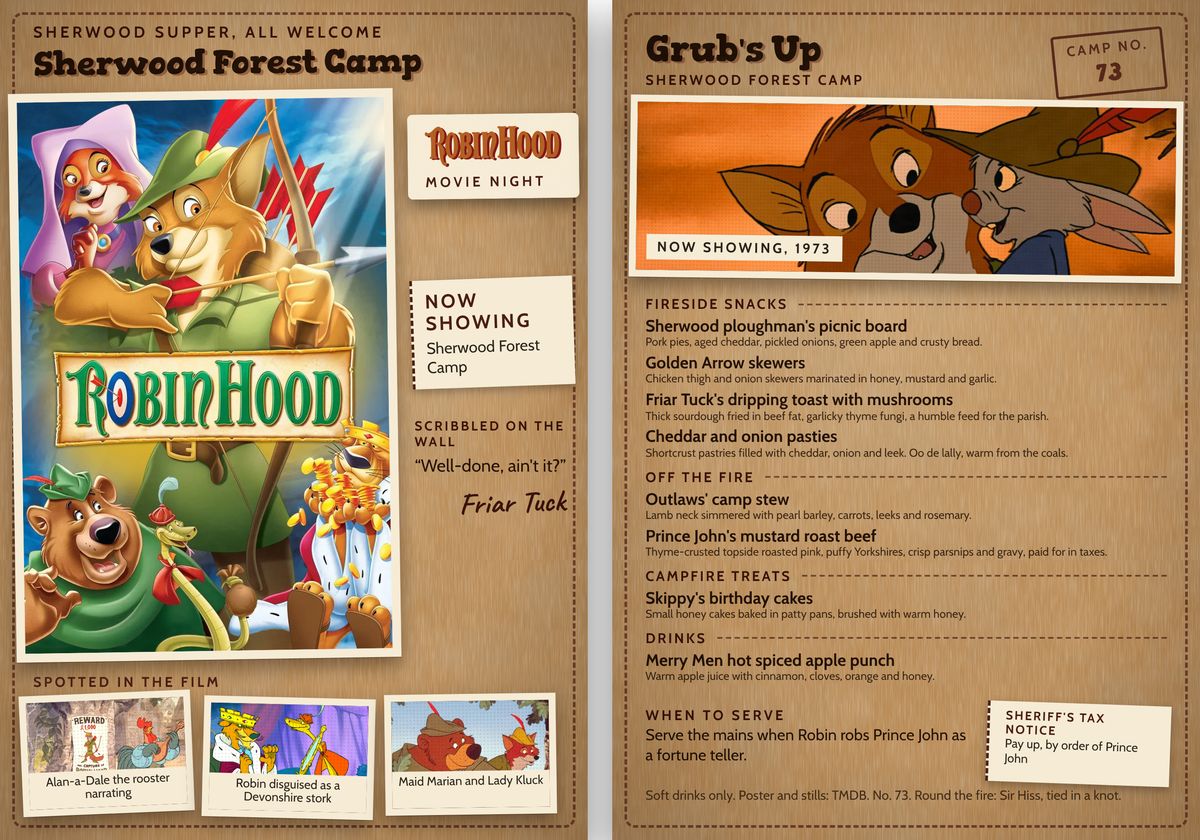 SHERWOOD SUPPER, ALL WELCOME
Sherwood Forest Camp
ROBIN HOOD
MOVIE NIGHT
ROBIN HOOD
NOW
SHOWING
Sherwood Forest
Camp
SCRIBBLED ON THE
WALL
“Well-done, ain't it?”
Friar Tuck
SPOTTED IN THE FILM
REWARD
Alan-a-Dale the rooster
narrating
Robin disguised as a
Devonshire stork
Maid Marian and Lady Kluck
Grub's Up
SHERWOOD FOREST CAMP
CAMP NO.
73
NOW SHOWING, 1973
FIRESIDE SNACKS
Sherwood ploughman's picnic board
Pork pies, aged cheddar, pickled onions, green apple and crusty bread.
Golden Arrow skewers
Chicken thigh and onion skewers marinated in honey, mustard and garlic.
Friar Tuck's dripping toast with mushrooms
Thick sourdough fried in beef fat, garlicky thyme fungi, a humble feed for the parish.
Cheddar and onion pasties
Shortcrust pastries filled with cheddar, onion and leek. Oo de lally, warm from the coals.
OFF THE FIRE
Outlaws' camp stew
Lamb neck simmered with pearl barley, carrots, leeks and rosemary.
Prince John's mustard roast beef
Thyme-crusted topside roasted pink, puffy Yorkshires, crisp parsnips and gravy, paid for in taxes.
CAMPFIRE TREATS
Skippy's birthday cakes
Small honey cakes baked in patty pans, brushed with warm honey.
DRINKS
Merry Men hot spiced apple punch
Warm apple juice with cinnamon, cloves, orange and honey.
WHEN TO SERVE
Serve the mains when Robin robs Prince John as
a fortune teller.
SHERIFF'S TAX
NOTICE
Pay up, by order of Prince
John
Soft drinks only. Poster and stills: TMDB. No. 73. Round the fire: Sir Hiss, tied in a knot.